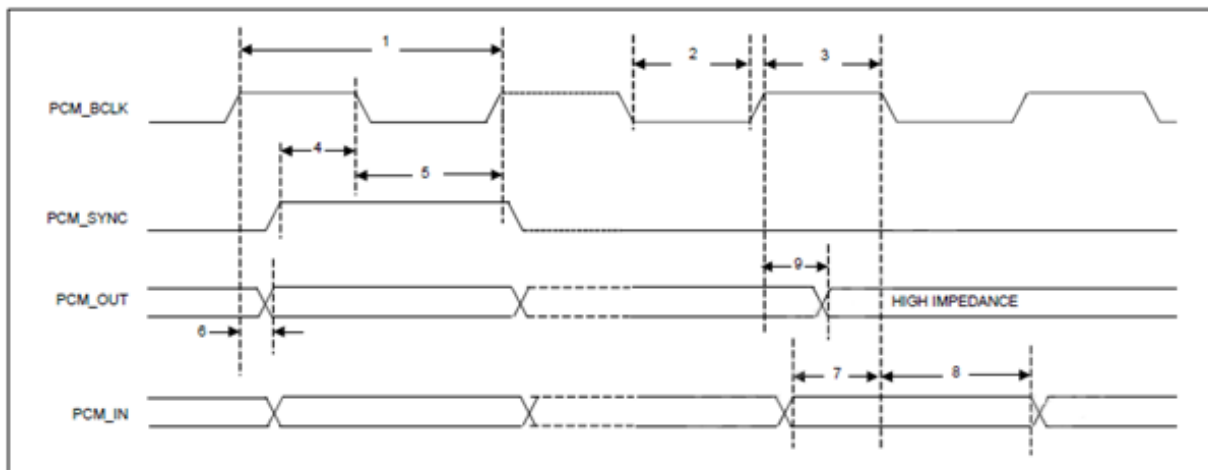 1
2
3
PCM_BCLK
4
5
PCM_SYNC
9
PCM_OUT
HIGH IMPEDANCE
6
7
8
PCM_IN